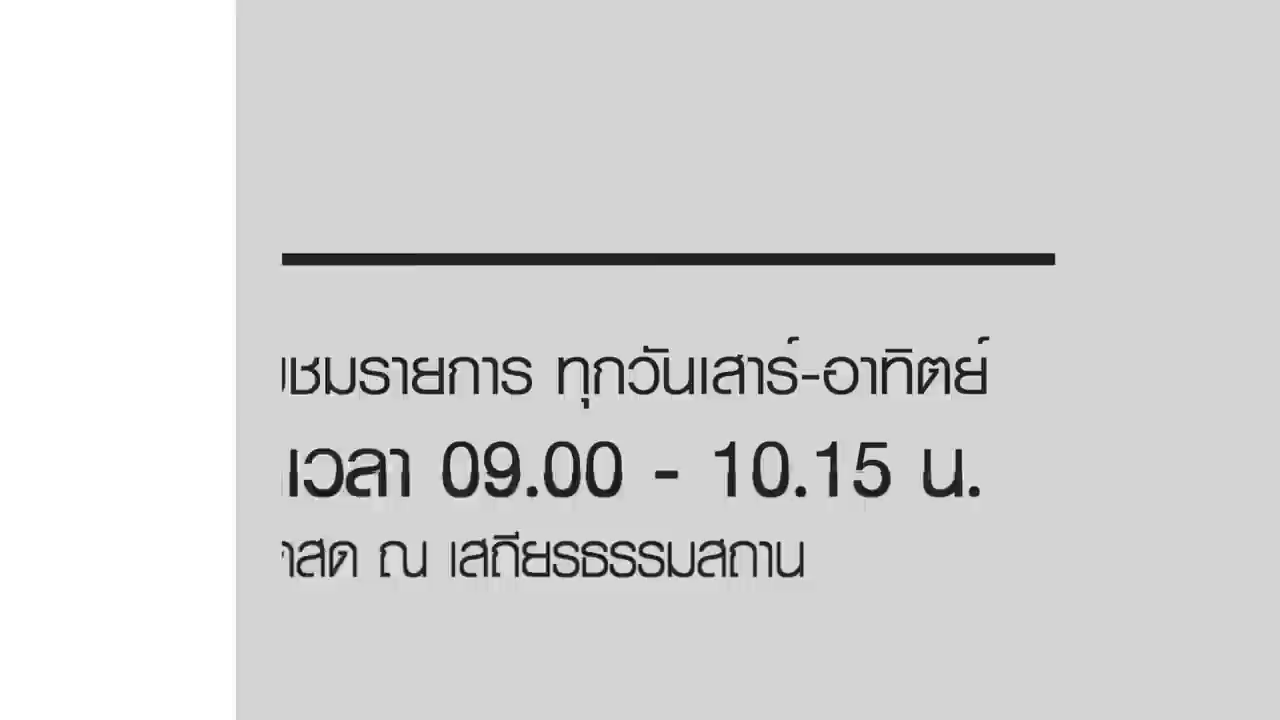 ชมรายการ ทุกวันเสาร์-อาทิตย์
เวลา 09.00 - 10.15 น.
สด ณ เสถียรธรรมสถาน